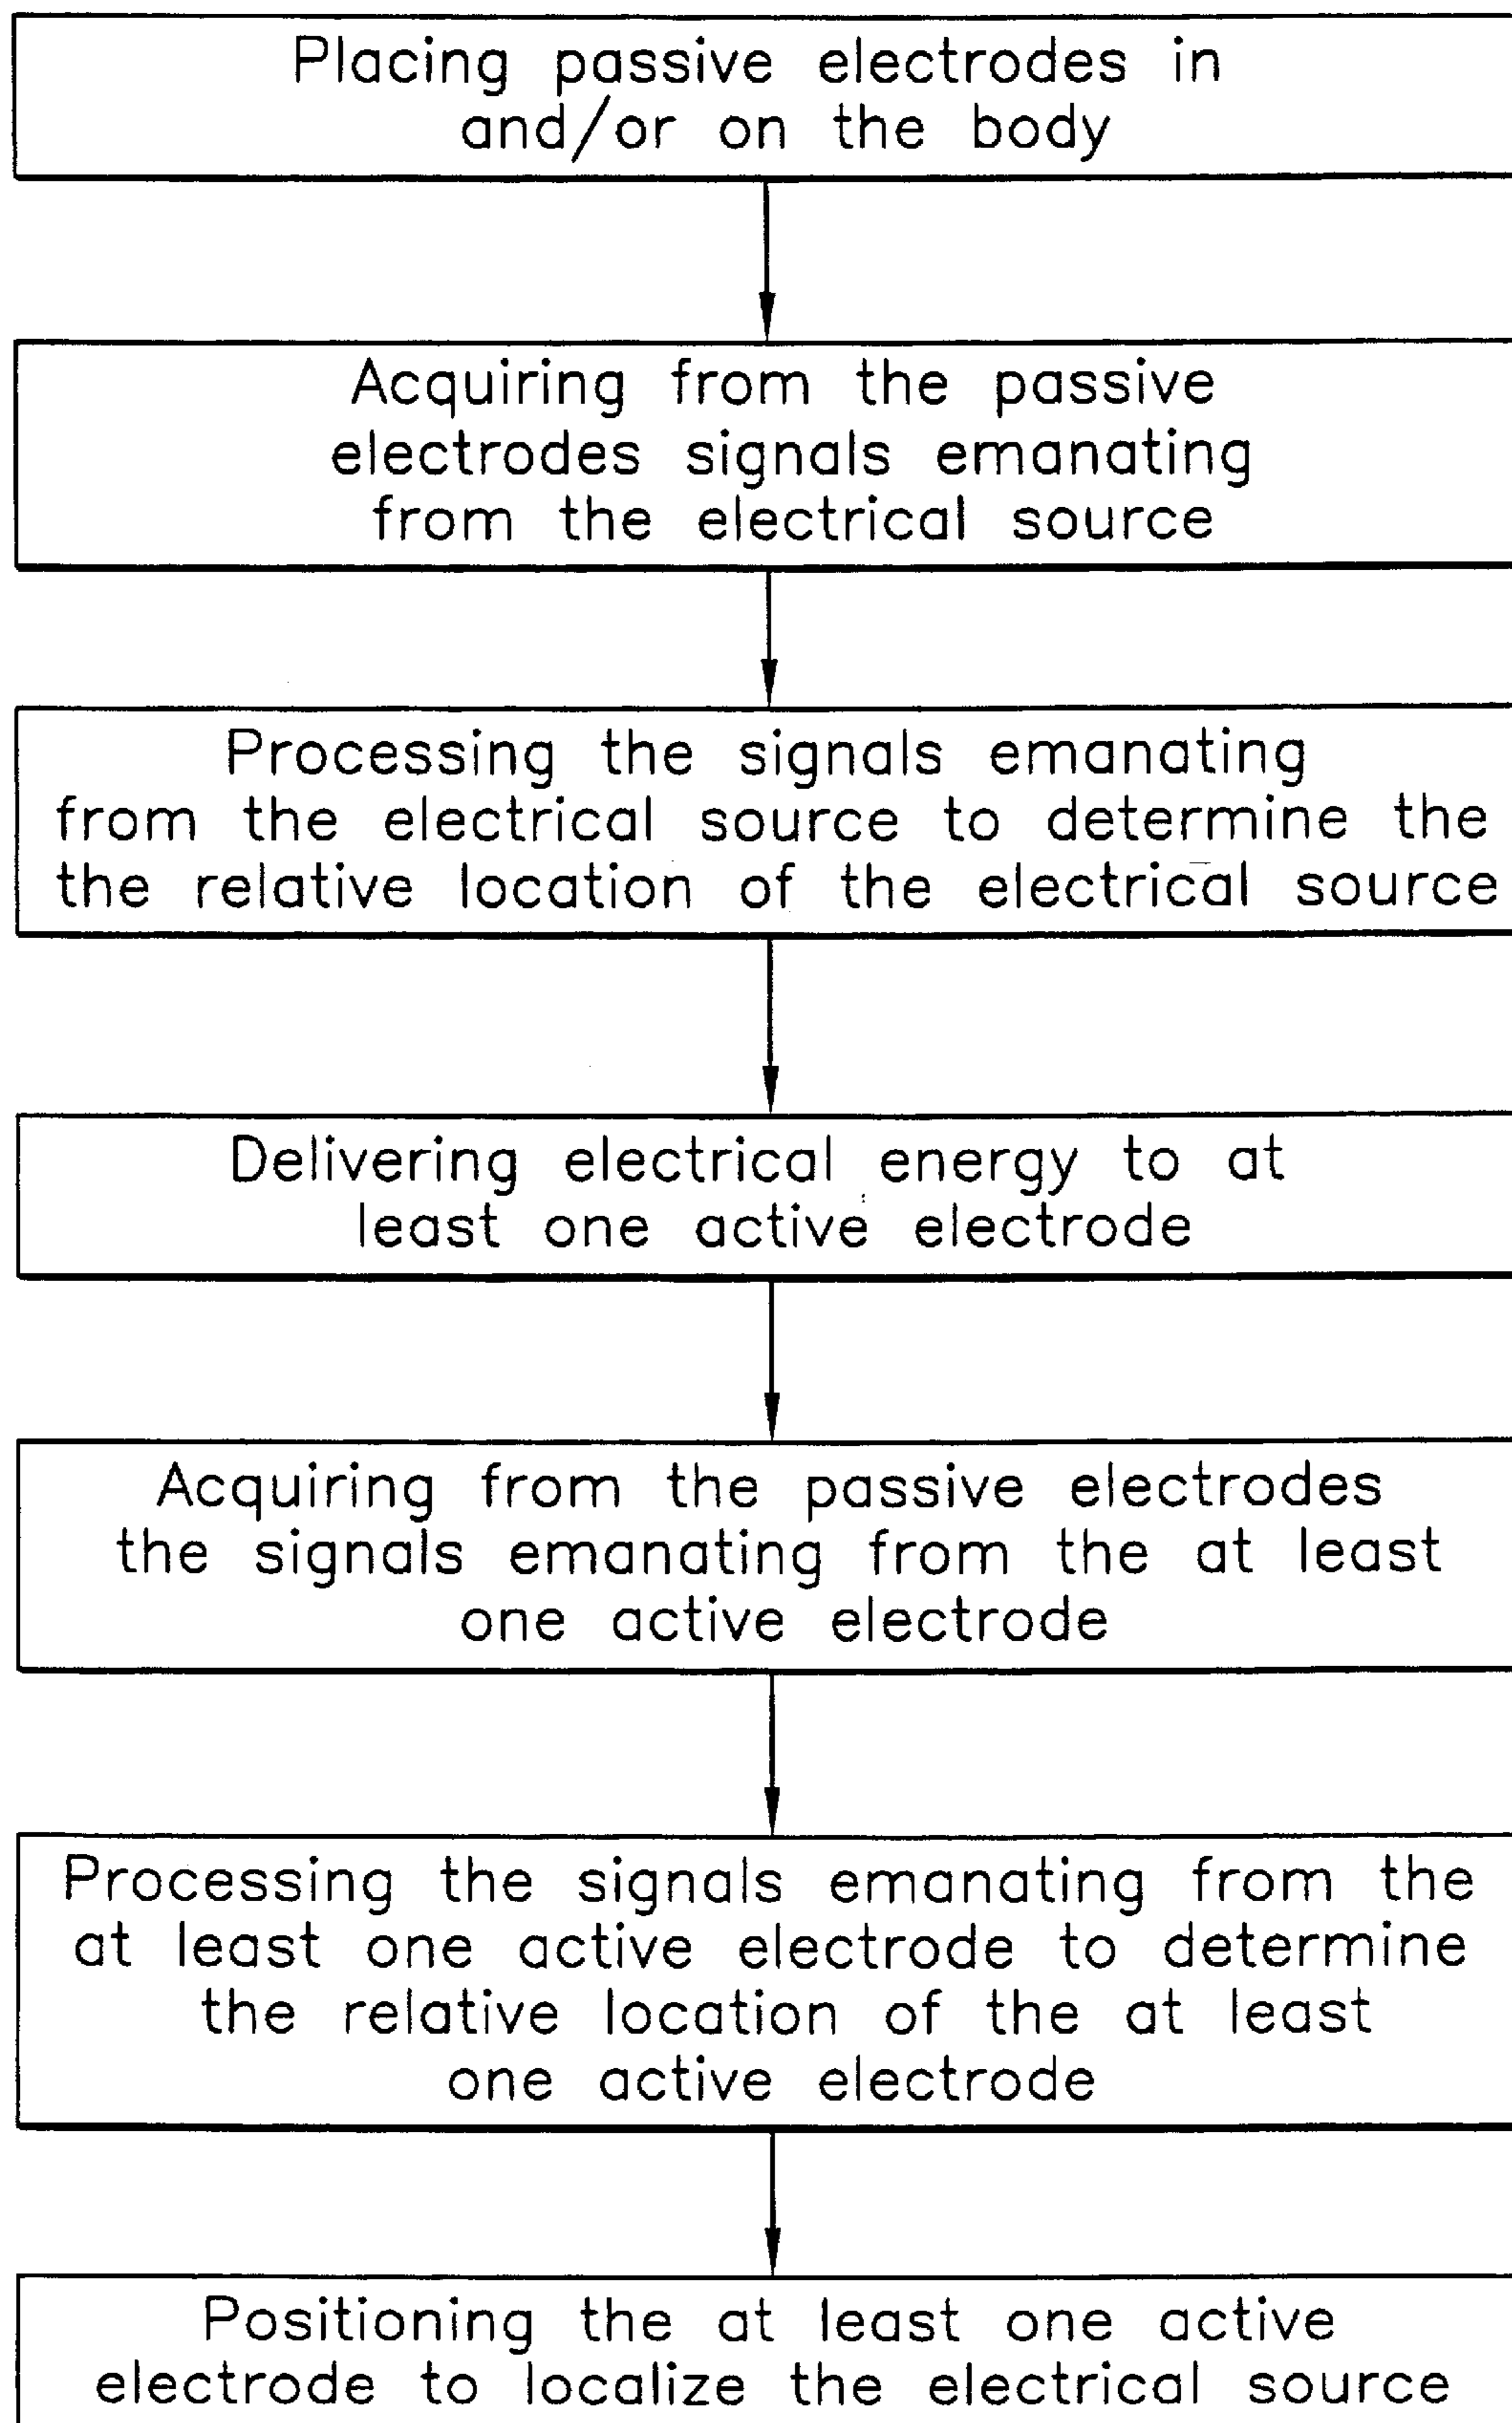 Placing passive electrodes in
and/or on the body
Acquiring from the passive
electrodes signals emanating
from the electrical source
Processing the signals emanating
from the electrical source to determine the
the relative location of the electrical source
Delivering electrical energy to at
least one active electrode
Acquiring from the passive electrodes
the signals emanating from the at least
one active electrode
Processing the signals emanating from the
at least one active electrode to determine
the relative location of the at least
one active electrode
Positioning the at least one active
electrode to localize the electrical source